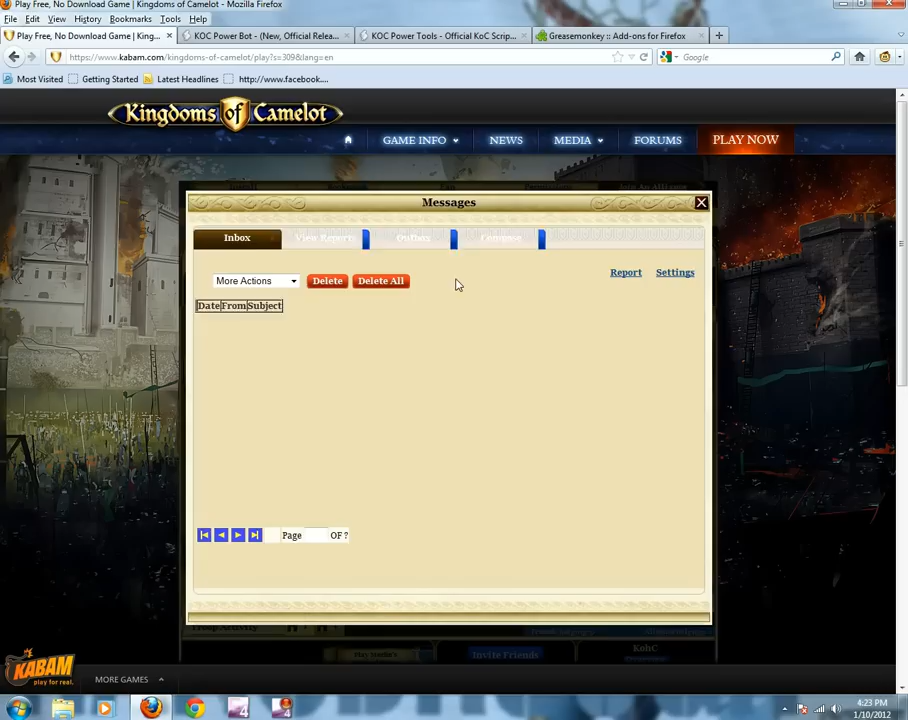 Play Free, No Download Game | Kingdoms of Camelot - Mozilla Firefox
File Edit View History Bookmarks Tools Help
Play Free, No Download Game | King... × KOC Power Bot - (New, Official Relea... × KOC Power Tools - Official KoC Scrip... × Greasemonkey :: Add-ons for Firefox × +
https://www.kabam.com/kingdoms-of-camelot/play?s=309&lang=en
Google
Most Visited Getting Started Latest Headlines http://www.facebook....
Kingdoms of Camelot
GAME INFO NEWS MEDIA FORUMS PLAY NOW
Messages
Inbox View Reports Outbox Compose
More Actions Delete Delete All Report Settings
Date From Subject
Page OF ?
Troop Activity
Invite Friends
KohC
KABAM
play for real.
MORE GAMES
4:23 PM
1/10/2012